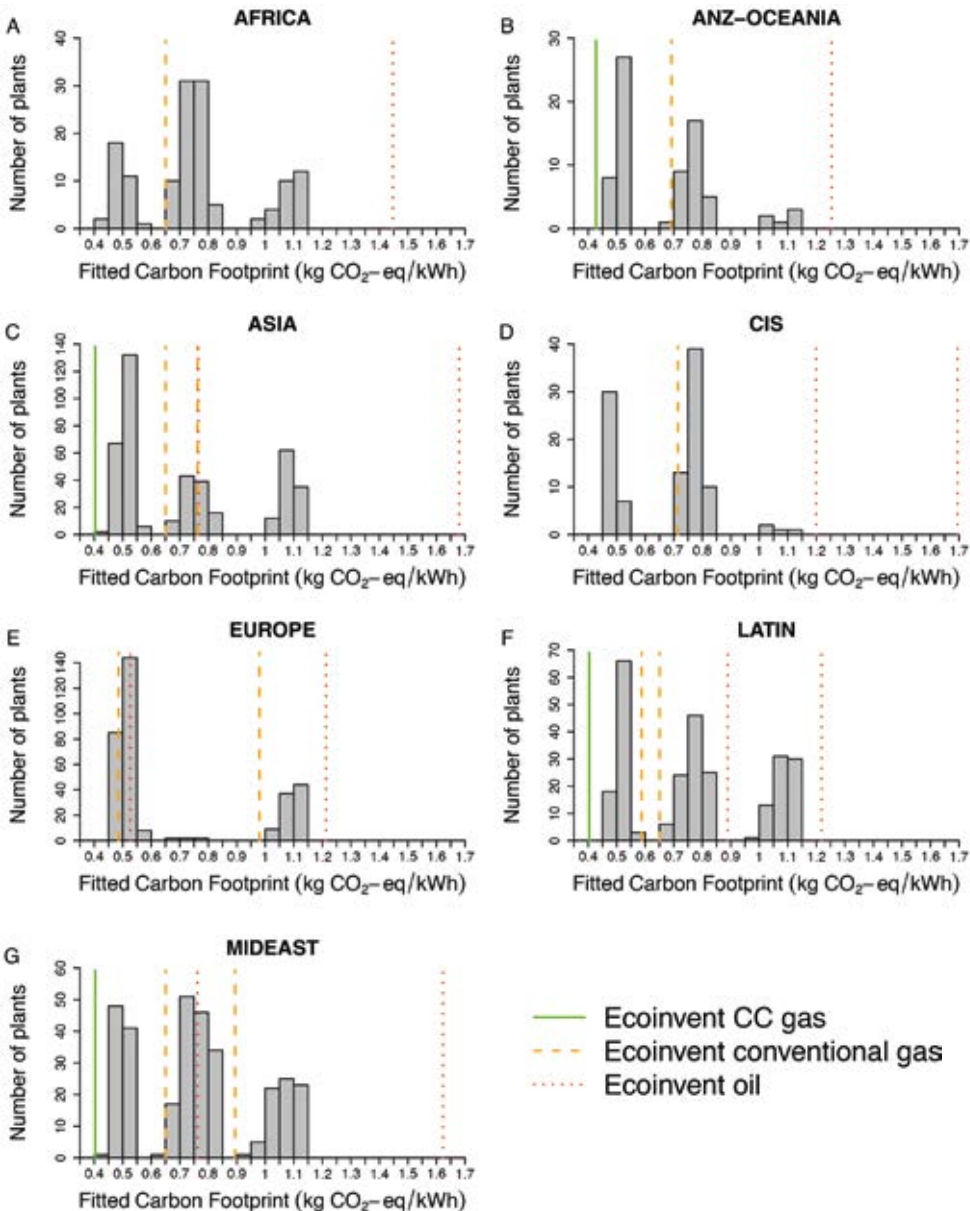 A
AFRICA
Number of plants
0 10 20 30 40
0.4 0.5 0.6 0.7 0.8 0.9 1 1.1 1.2 1.3 1.4 1.5 1.6 1.7
Fitted Carbon Footprint (kg CO₂−eq/kWh)
B
ANZ−OCEANIA
Number of plants
0 10 20 30
0.4 0.5 0.6 0.7 0.8 0.9 1 1.1 1.2 1.3 1.4 1.5 1.6 1.7
Fitted Carbon Footprint (kg CO₂−eq/kWh)
C
ASIA
Number of plants
0 20 40 60 80 100 120 140
0.4 0.5 0.6 0.7 0.8 0.9 1 1.1 1.2 1.3 1.4 1.5 1.6 1.7
Fitted Carbon Footprint (kg CO₂−eq/kWh)
D
CIS
Number of plants
0 10 20 30 40
0.4 0.5 0.6 0.7 0.8 0.9 1 1.1 1.2 1.3 1.4 1.5 1.6 1.7
Fitted Carbon Footprint (kg CO₂−eq/kWh)
E
EUROPE
Number of plants
0 20 40 60 80 100 120 140
0.4 0.5 0.6 0.7 0.8 0.9 1 1.1 1.2 1.3 1.4 1.5 1.6 1.7
Fitted Carbon Footprint (kg CO₂−eq/kWh)
F
LATIN
Number of plants
0 10 20 30 40 50 60 70
0.4 0.5 0.6 0.7 0.8 0.9 1 1.1 1.2 1.3 1.4 1.5 1.6 1.7
Fitted Carbon Footprint (kg CO₂−eq/kWh)
G
MIDEAST
Number of plants
0 10 20 30 40 50 60
0.4 0.5 0.6 0.7 0.8 0.9 1 1.1 1.2 1.3 1.4 1.5 1.6 1.7
Fitted Carbon Footprint (kg CO₂−eq/kWh)
Ecoinvent CC gas
Ecoinvent conventional gas
Ecoinvent oil